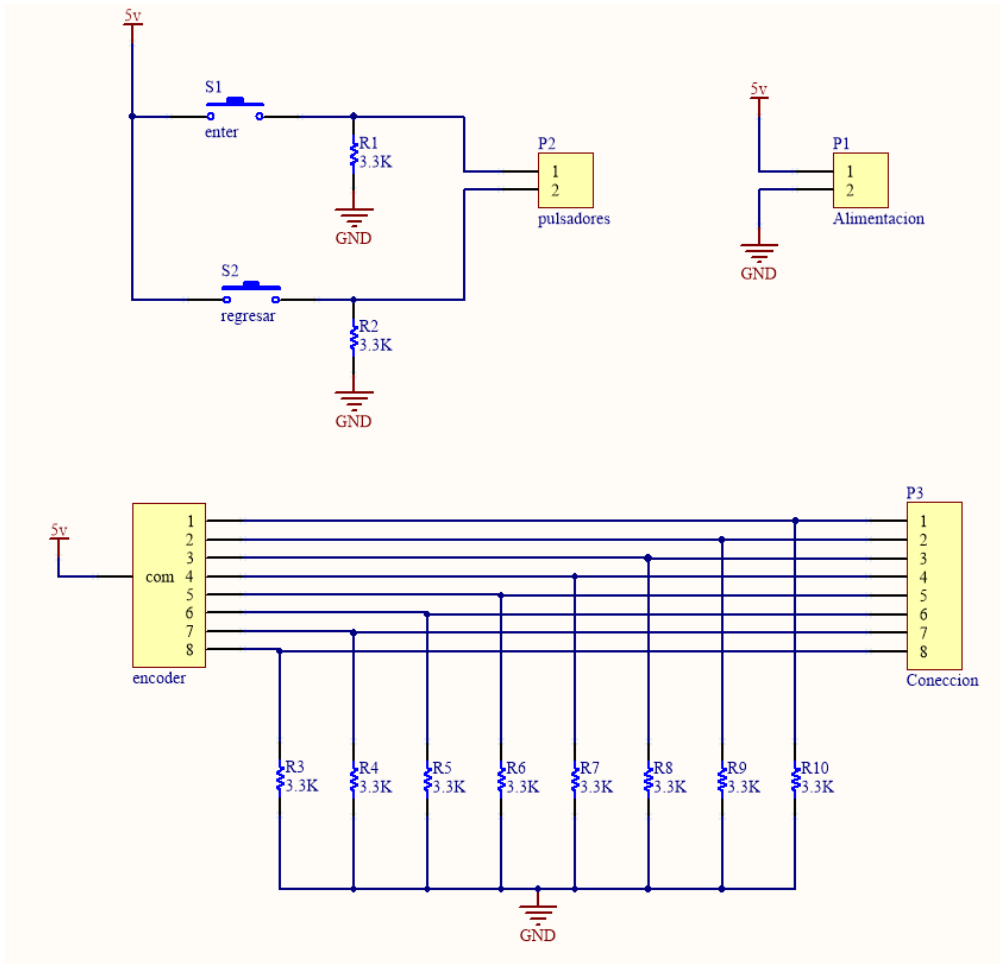 5v
S1
enter
R1
3.3K
GND
P2
1
2
pulsadores
S2
regresar
R2
3.3K
GND
5v
P1
1
2
Alimentacion
GND
5v
com
1
2
3
4
5
6
7
8
encoder
P3
1
2
3
4
5
6
7
8
Coneccion
R3
3.3K
R4
3.3K
R5
3.3K
R6
3.3K
R7
3.3K
R8
3.3K
R9
3.3K
R10
3.3K
GND